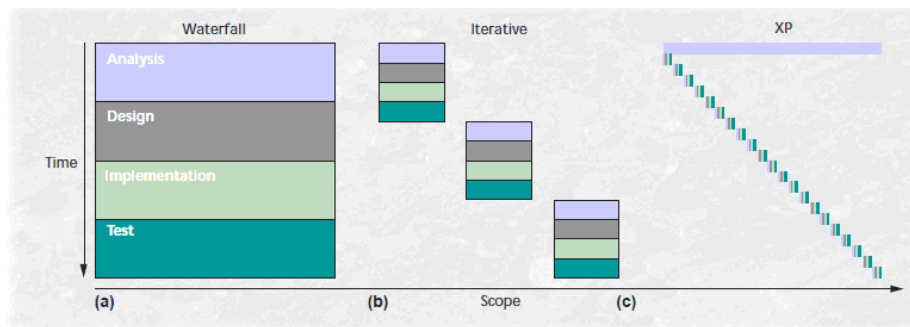 Waterfall
Iterative
XP
Analysis
Design
Time
Implementation
Test
(a)
(b)
Scope
(c)